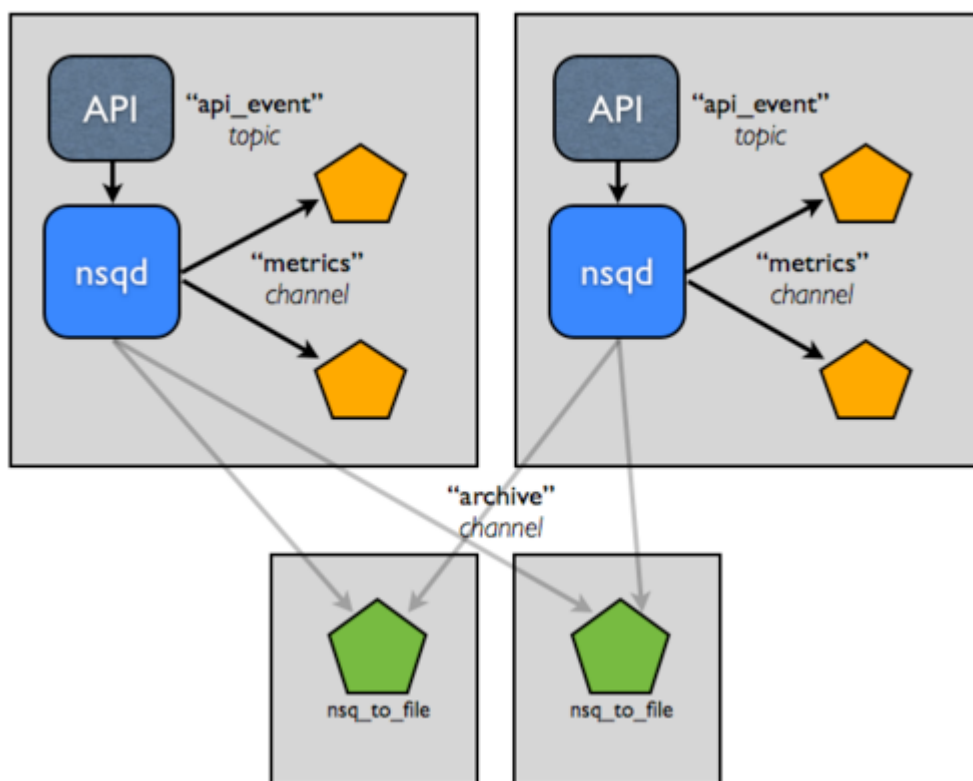 API
“api_event”
topic
nsqd
“metrics”
channel
API
“api_event”
topic
nsqd
“metrics”
channel
“archive”
channel
nsq_to_file
nsq_to_file